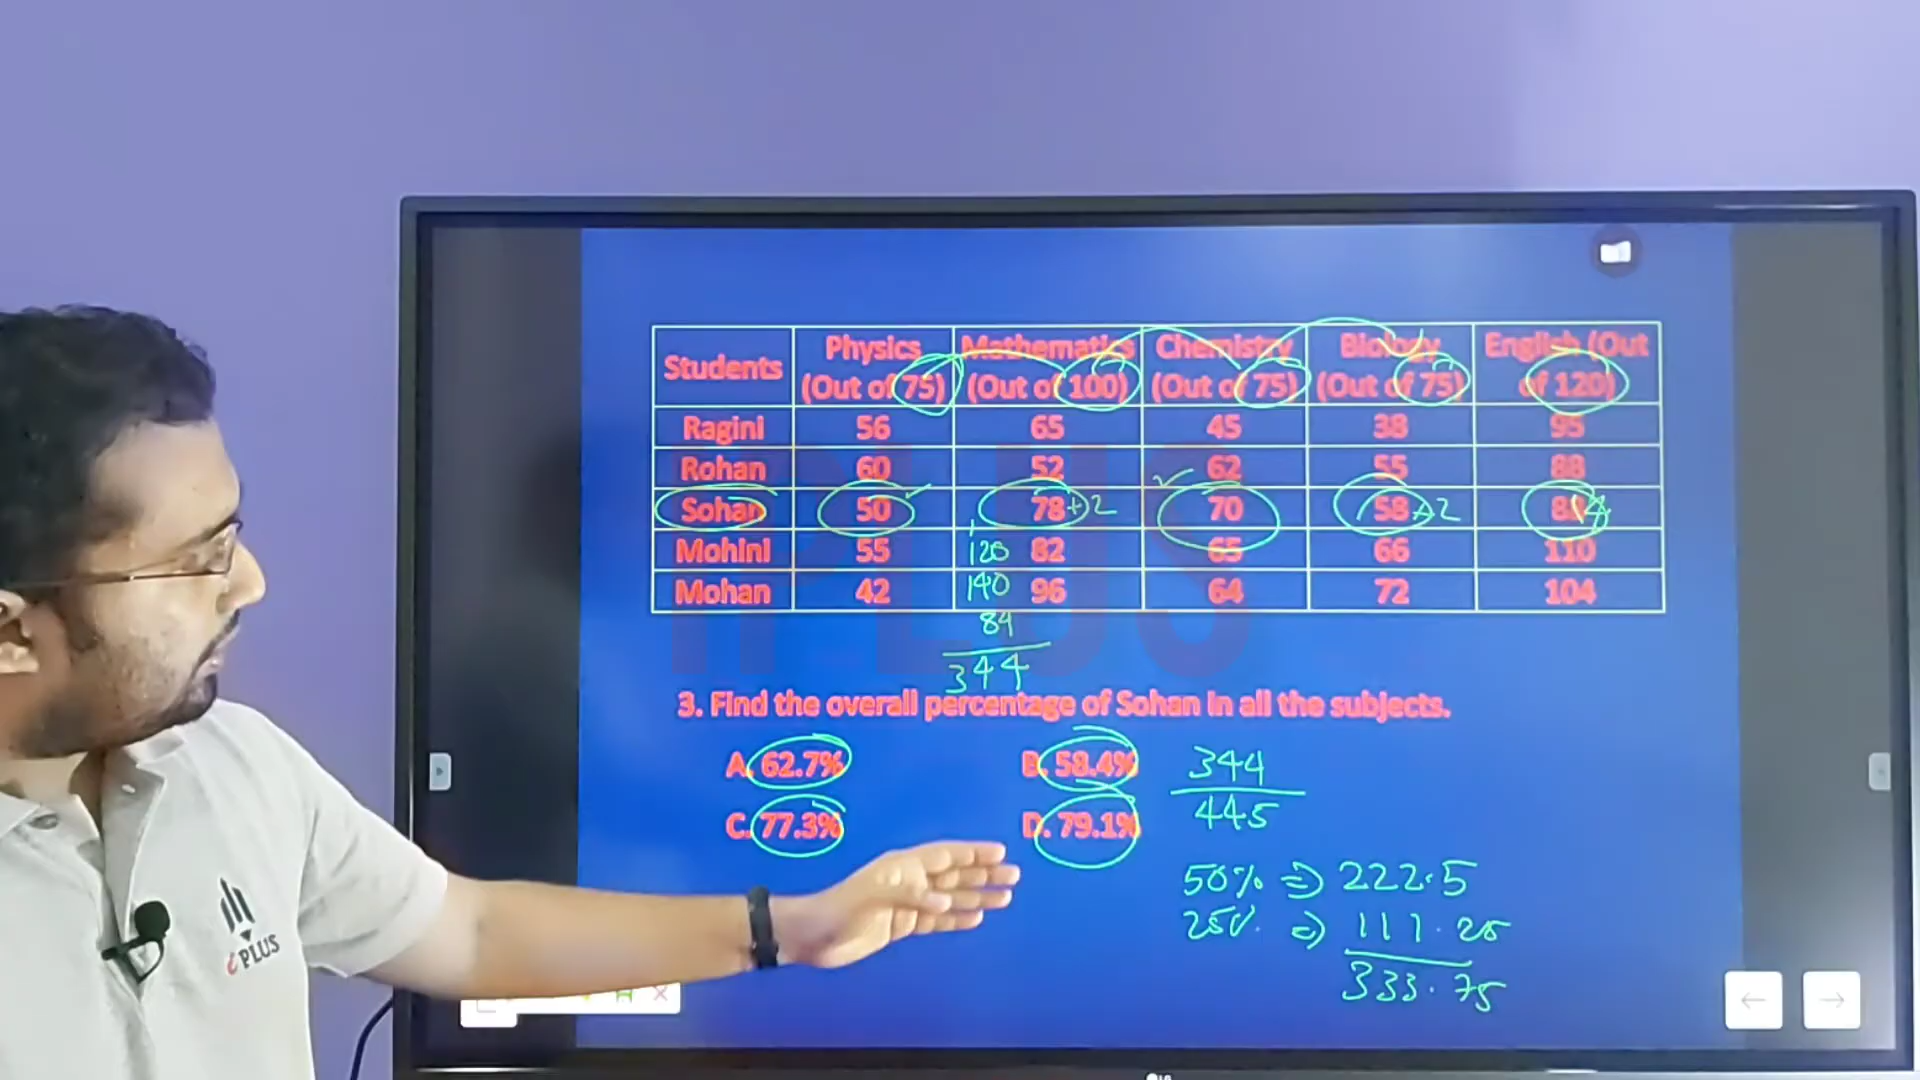 Students Physics (Out of 75) Mathematics (Out of 100) Chemistry (Out of 75) Biology (Out of 75) English (Out of 120)
Ragini 56 65 45 38 95
Rohan 60 52 62 55 88
Sohan 50 78+2 70 58+2
Mohini 55 120 82 65 66 110
Mohan 42 140 96 64 72 104
84
344
3. Find the overall percentage of Sohan in all the subjects.
A. 62.7% B. 58.4%
C. 77.3% D. 79.1%
344
445
50% => 222.5
25% => 111.25
333.75
PLUS
LG